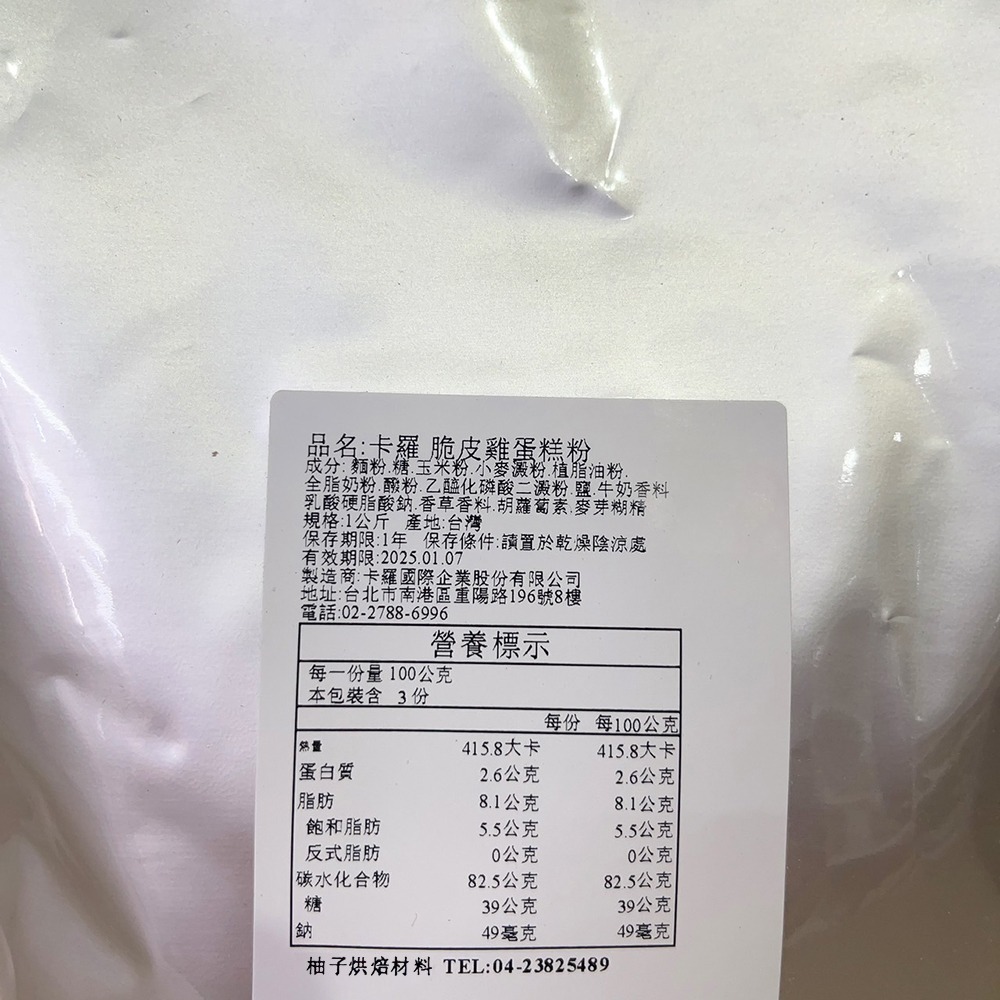 品名:卡羅 脆皮雞蛋糕粉
成分:麵粉.糖.玉米粉.小麥澱粉.植脂油粉.
全脂奶粉.醱粉.乙醯化磷酸二澱粉.鹽.牛奶香料
乳酸硬脂酸鈉.香草香料.胡蘿蔔素.麥芽糊精
規格:1公斤 產地:台灣
保存期限:1年 保存條件:請置於乾燥陰涼處
有效期限:2025.01.07
製造商:卡羅國際企業股份有限公司
地址:台北市南港區重陽路196號8樓
電話:02-2788-6996
營養標示
每一份量 100公克
本包裝含 3 份
每份 每100公克
熱量 415.8大卡 415.8大卡
蛋白質 2.6公克 2.6公克
脂肪 8.1公克 8.1公克
飽和脂肪 5.5公克 5.5公克
反式脂肪 0公克 0公克
碳水化合物 82.5公克 82.5公克
糖 39公克 39公克
鈉 49毫克 49毫克
柚子烘焙材料 TEL:04-23825489